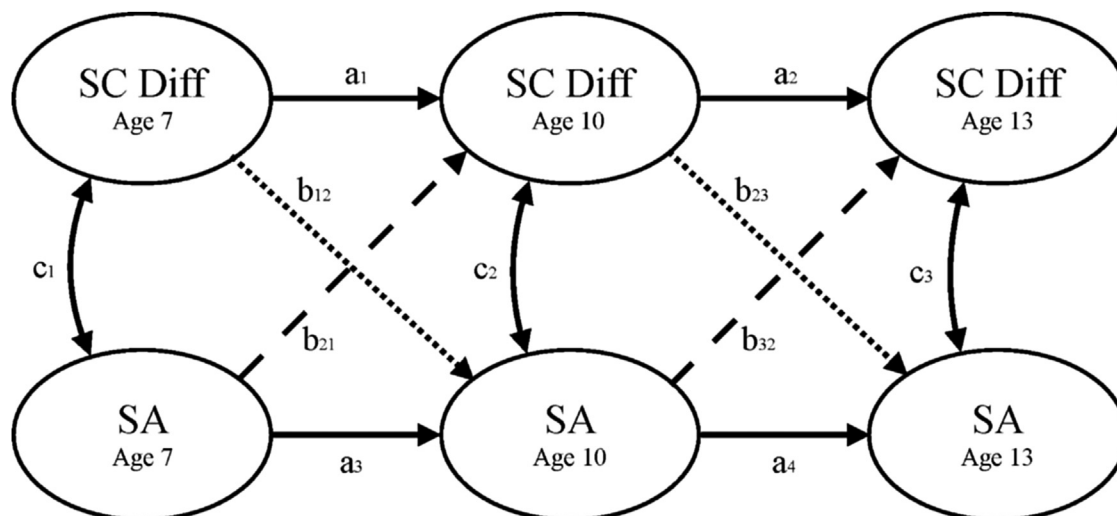 SC Diff
Age 7
a1
SC Diff
Age 10
a2
SC Diff
Age 13
b12
b23
c1
c2
c3
b21
b32
SA
Age 7
a3
SA
Age 10
a4
SA
Age 13